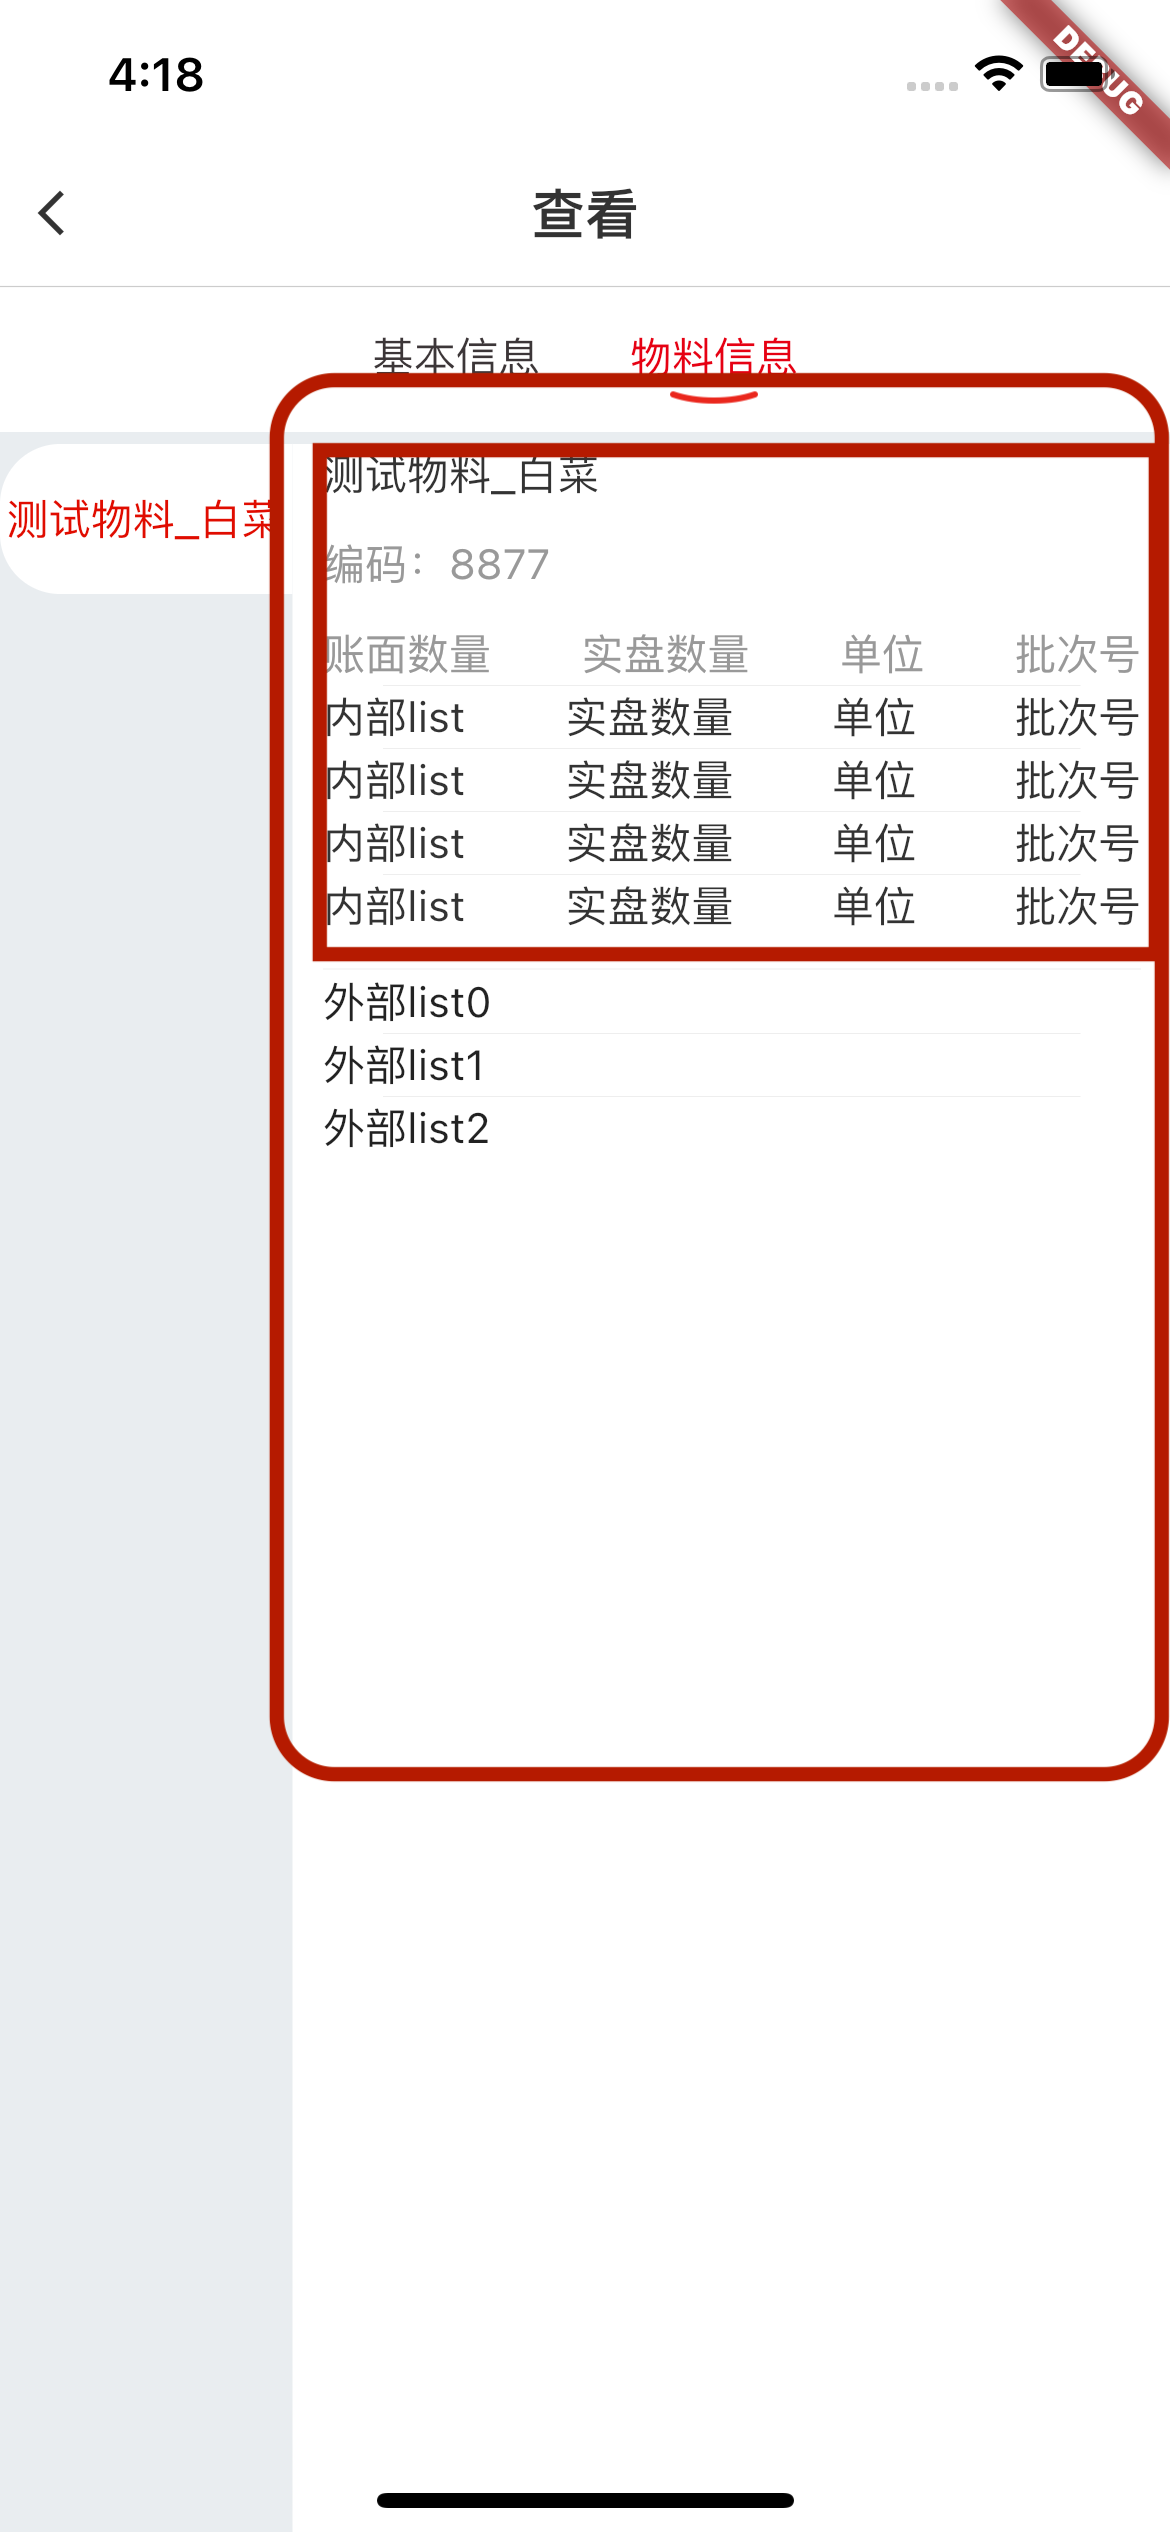 4:18
DEBUG
查看
基本信息 物料信息
测试物料_白菜
测试物料_白菜
编码：8877
账面数量 实盘数量 单位 批次号
内部list 实盘数量 单位 批次号
内部list 实盘数量 单位 批次号
内部list 实盘数量 单位 批次号
内部list 实盘数量 单位 批次号
外部list0
外部list1
外部list2